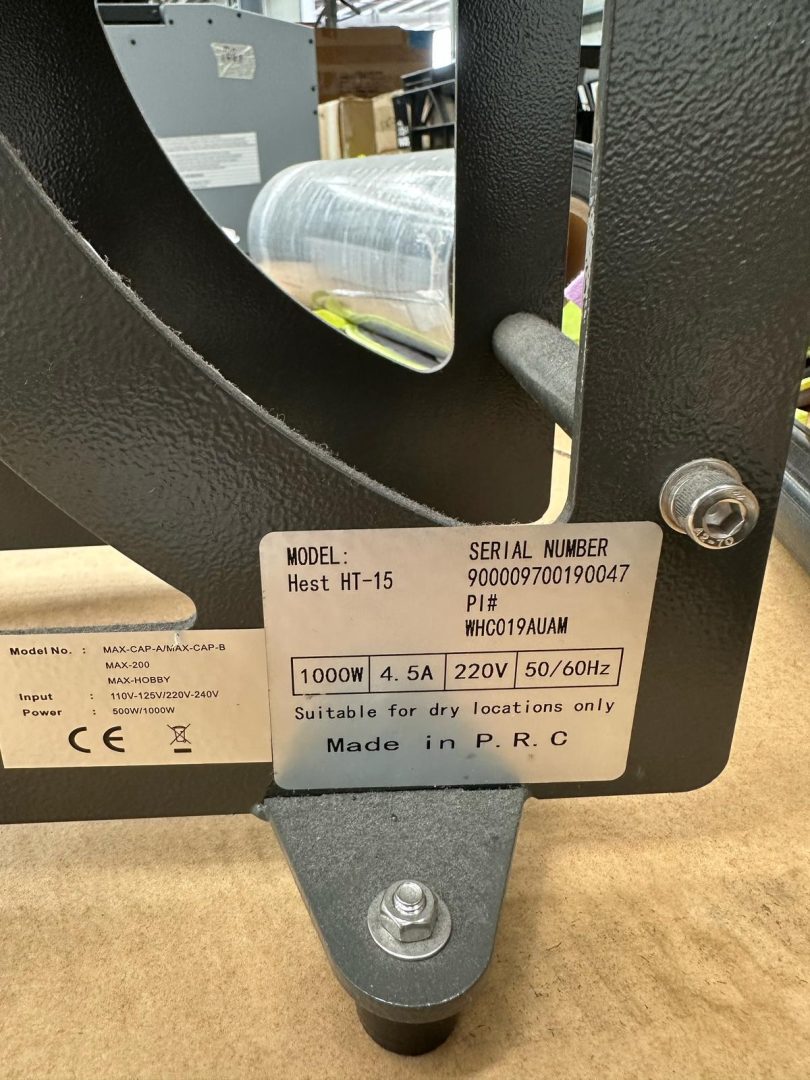 MODEL:
Hest HT-15
SERIAL NUMBER
900009700190047
PI#
WHC019AUAM
1000W 4.5A 220V 50/60Hz
Suitable for dry locations only
Made in P.R.C
Model No. : MAX-CAP-A/MAX-CAP-B
MAX-200
MAX-HOBBY
Input : 110V-125V/220V-240V
Power : 500W/1000W
CE
A2-70